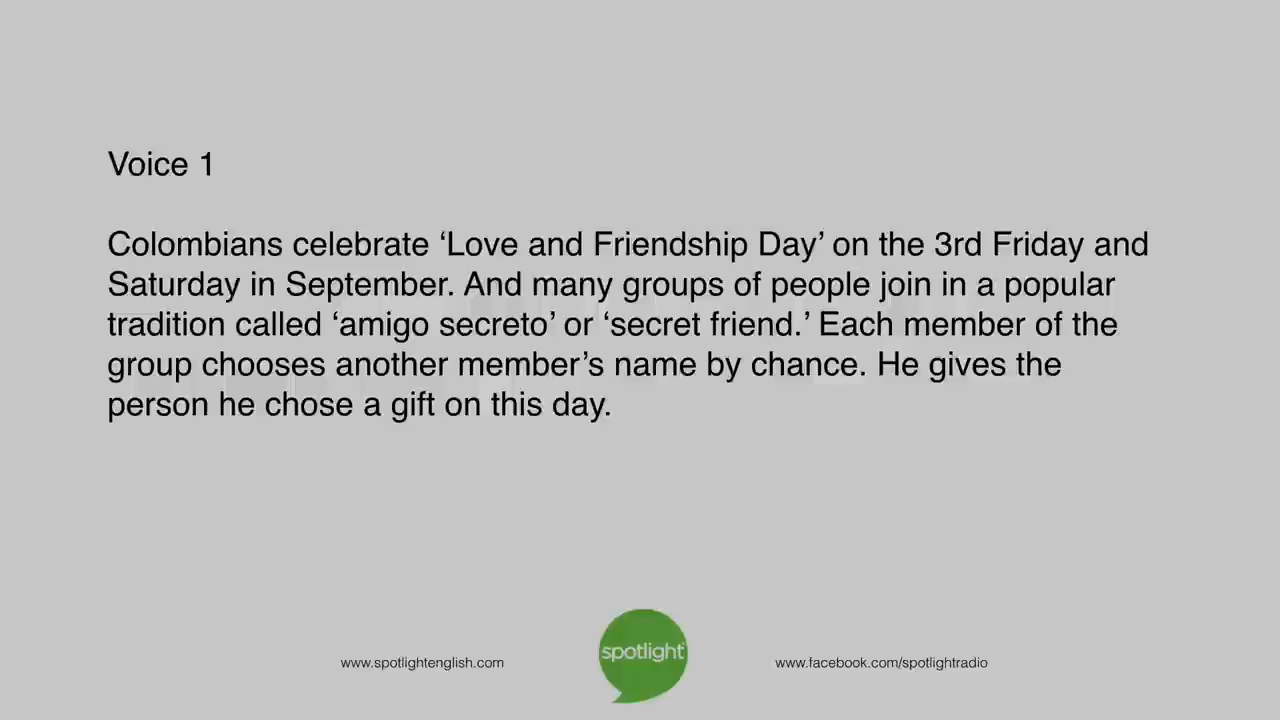 Voice 1
Colombians celebrate ‘Love and Friendship Day’ on the 3rd Friday and
Saturday in September. And many groups of people join in a popular
tradition called ‘amigo secreto’ or ‘secret friend.’ Each member of the
group chooses another member’s name by chance. He gives the
person he chose a gift on this day.
www.spotlightenglish.com
spotlight
www.facebook.com/spotlightradio